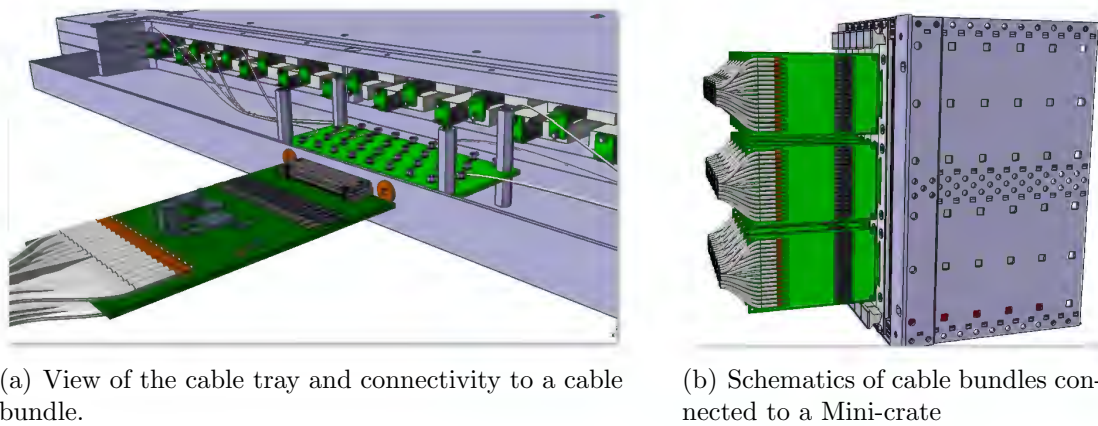 (a) View of the cable tray and connectivity to a cable
bundle.
(b) Schematics of cable bundles con-
nected to a Mini-crate